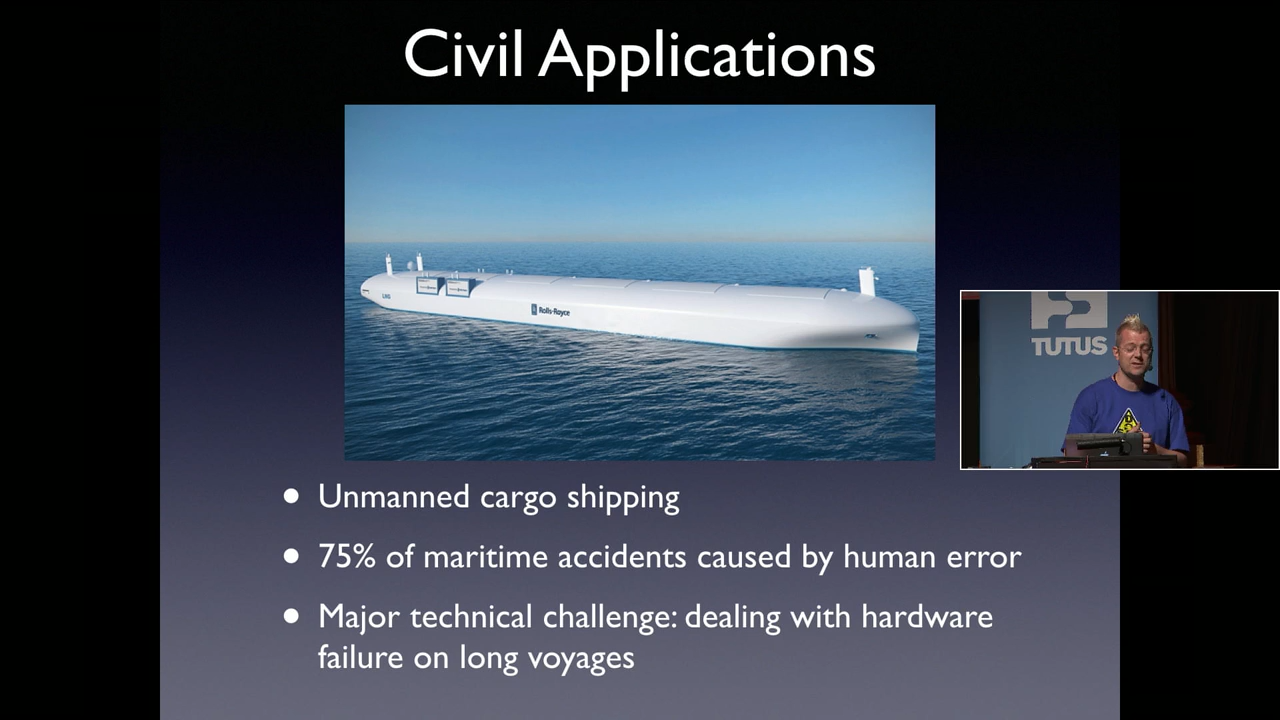 Civil Applications
Rolls-Royce
TUTUS
• Unmanned cargo shipping
• 75% of maritime accidents caused by human error
• Major technical challenge: dealing with hardware
failure on long voyages